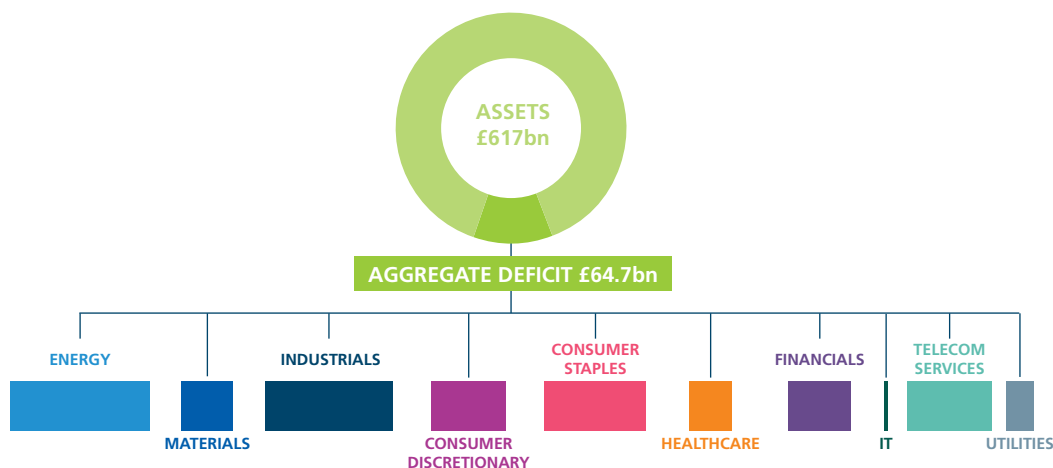 ASSETS
£617bn
AGGREGATE DEFICIT £64.7bn
ENERGY
MATERIALS
INDUSTRIALS
CONSUMER
DISCRETIONARY
CONSUMER
STAPLES
HEALTHCARE
FINANCIALS
IT
TELECOM
SERVICES
UTILITIES